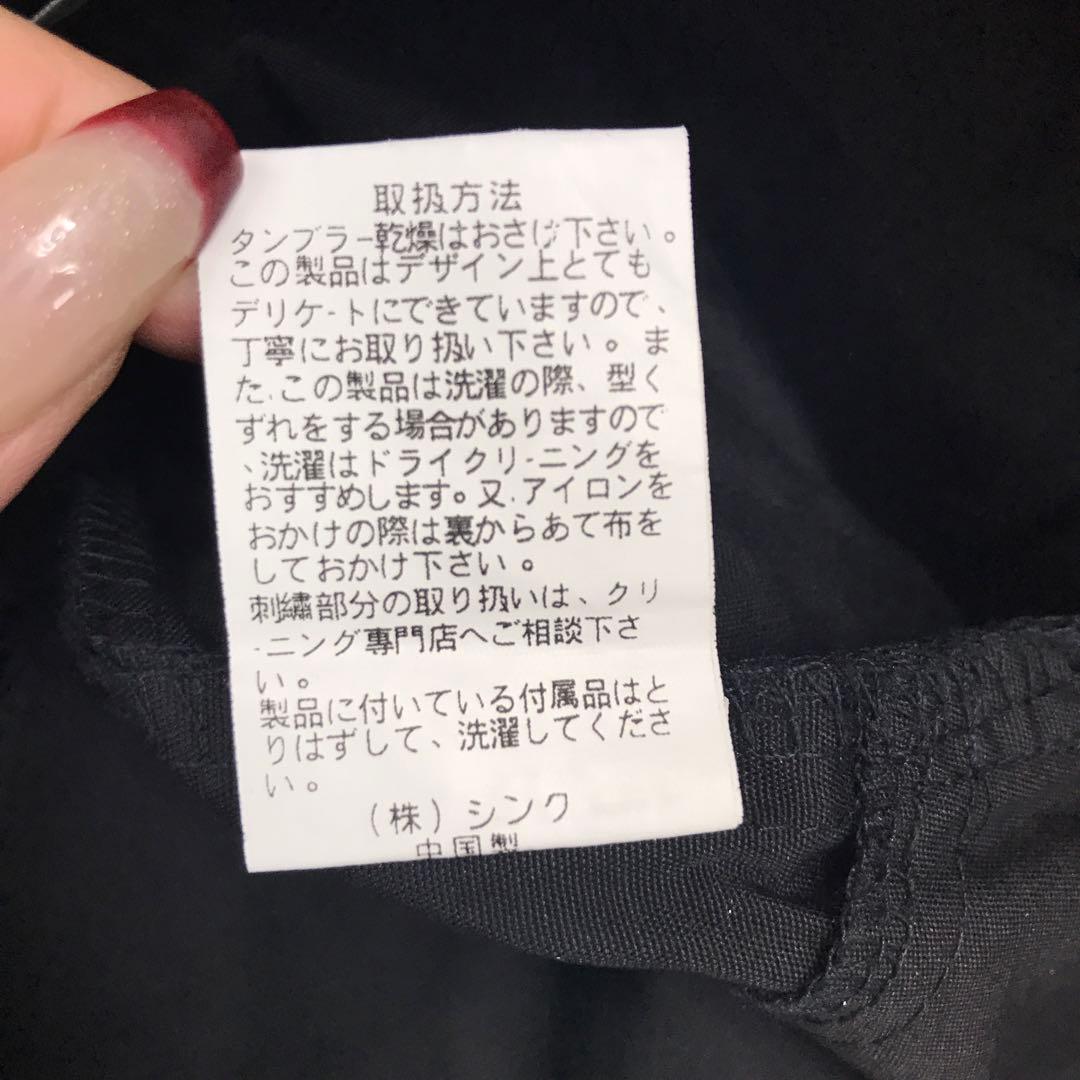 取扱方法
タンブラー乾燥はおさけ下さい。
この製品はデザイン上とても
デリケートにできていますので、
丁寧にお取り扱い下さい。ま
た、この製品は洗濯の際、型く
ずれをする場合がありますので
、洗濯はドライクリーニングを
おすすめします。又、アイロンを
おかけの際は裏からあて布を
しておかけ下さい。
刺繍部分の取り扱いは、クリ
ーニング専門店へご相談下さ
い。
製品に付いている付属品はと
りはずして、洗濯してくださ
い。
(株)シンク
中国製